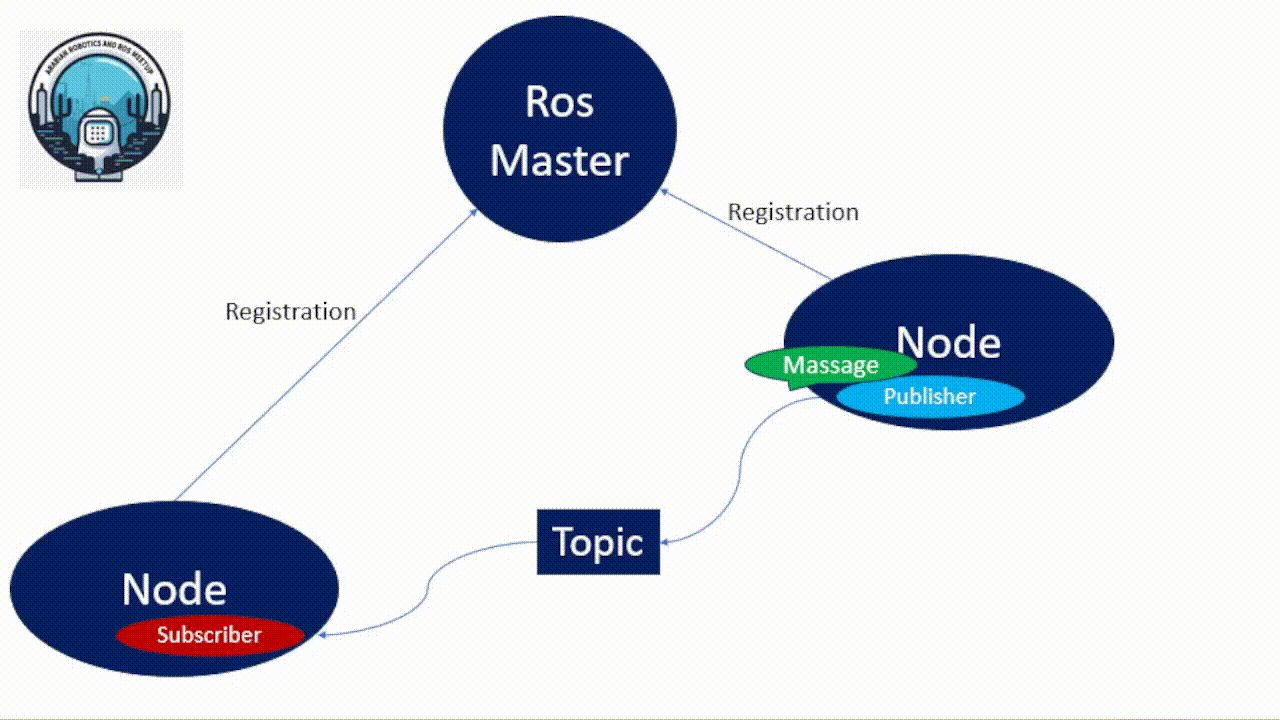 ARABIAN ROBOTICS AND ROS MEETUP
Ros
Master
Registration
Registration
Node
Massage
Publisher
Topic
Node
Subscriber